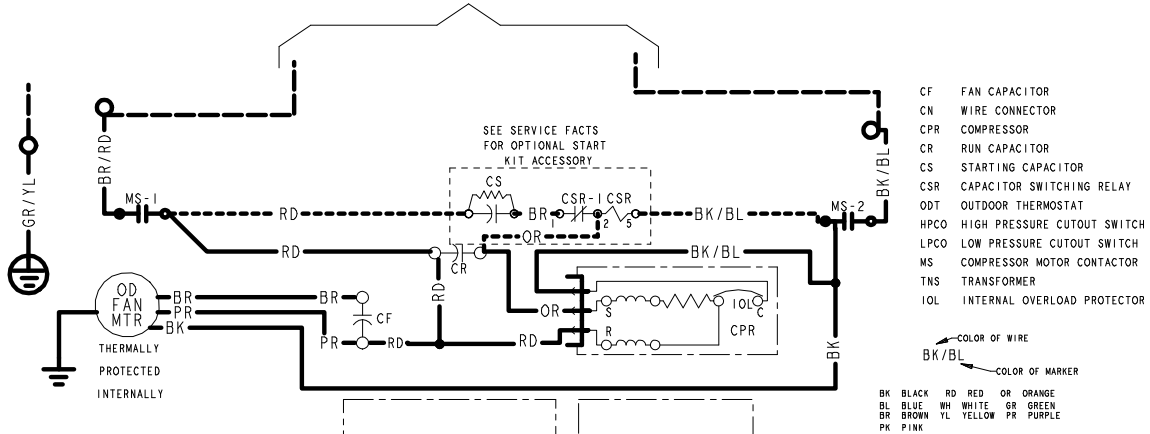 SEE SERVICE FACTS
FOR OPTIONAL START
KIT ACCESSORY
BR/RD
GR/YL
MS-1
RD
CS
BR
CSR-1
CSR
1
2
5
OR
BK/BL
MS-2
BK/BL
RD
CR
BK/BL
RD
OD
FAN
MTR
BR
BR
PR
BK
CF
PR
RD
RD
OR
S
R
IOL
C
CPR
BK
THERMALLY
PROTECTED
INTERNALLY
CF FAN CAPACITOR
CN WIRE CONNECTOR
CPR COMPRESSOR
CR RUN CAPACITOR
CS STARTING CAPACITOR
CSR CAPACITOR SWITCHING RELAY
ODT OUTDOOR THERMOSTAT
HPCO HIGH PRESSURE CUTOUT SWITCH
LPCO LOW PRESSURE CUTOUT SWITCH
MS COMPRESSOR MOTOR CONTACTOR
TNS TRANSFORMER
IOL INTERNAL OVERLOAD PROTECTOR
COLOR OF WIRE
BK/BL
COLOR OF MARKER
BK BLACK RD RED OR ORANGE
BL BLUE WH WHITE GR GREEN
BR BROWN YL YELLOW PR PURPLE
PK PINK